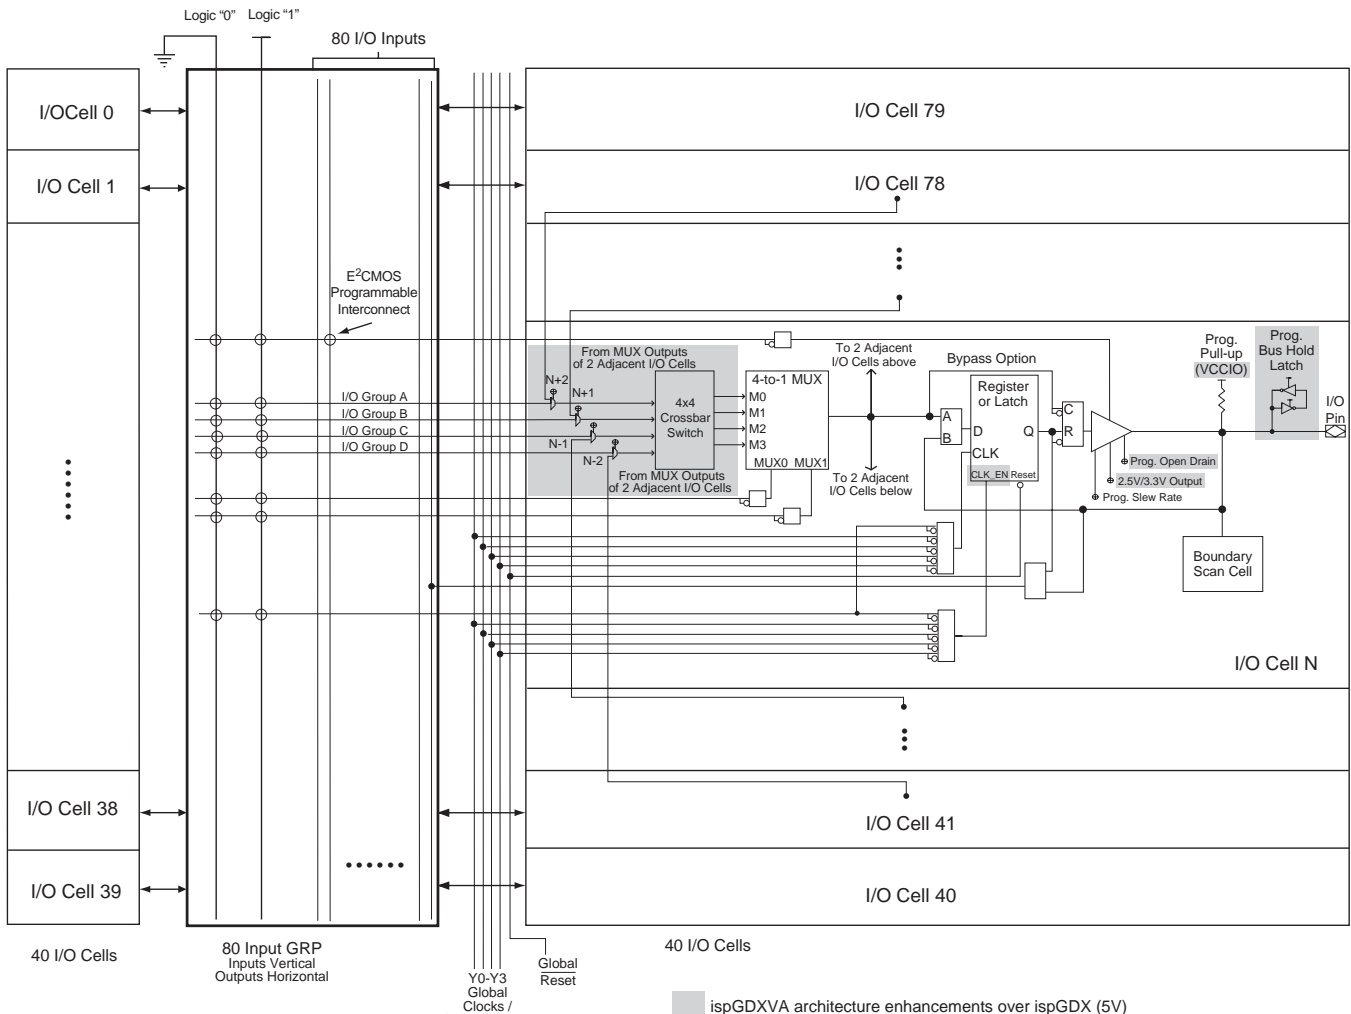 Logic “0” Logic “1”
80 I/O Inputs
I/OCell 0
I/O Cell 79
I/O Cell 1
I/O Cell 78
E2CMOS
Programmable
Interconnect
From MUX Outputs
of 2 Adjacent I/O Cells
To 2 Adjacent
I/O Cells above
Bypass Option
Prog.
Pull-up
(VCCIO)
Prog.
Bus Hold
Latch
I/O
Pin
N+2
N+1
N-1
N-2
4x4
Crossbar
Switch
4-to-1 MUX
M0
M1
M2
M3
MUX0 MUX1
Register
or Latch
A
B
D
Q
CLK
CLK_EN Reset
C
R
I/O Group A
I/O Group B
I/O Group C
I/O Group D
From MUX Outputs
of 2 Adjacent I/O Cells
To 2 Adjacent
I/O Cells below
Prog. Open Drain
2.5V/3.3V Output
Prog. Slew Rate
Boundary
Scan Cell
I/O Cell N
I/O Cell 38
I/O Cell 41
I/O Cell 39
I/O Cell 40
40 I/O Cells
80 Input GRP
Inputs Vertical
Outputs Horizontal
Y0-Y3
Global
Clocks /
Global
Reset
40 I/O Cells
ispGDXVA architecture enhancements over ispGDX (5V)